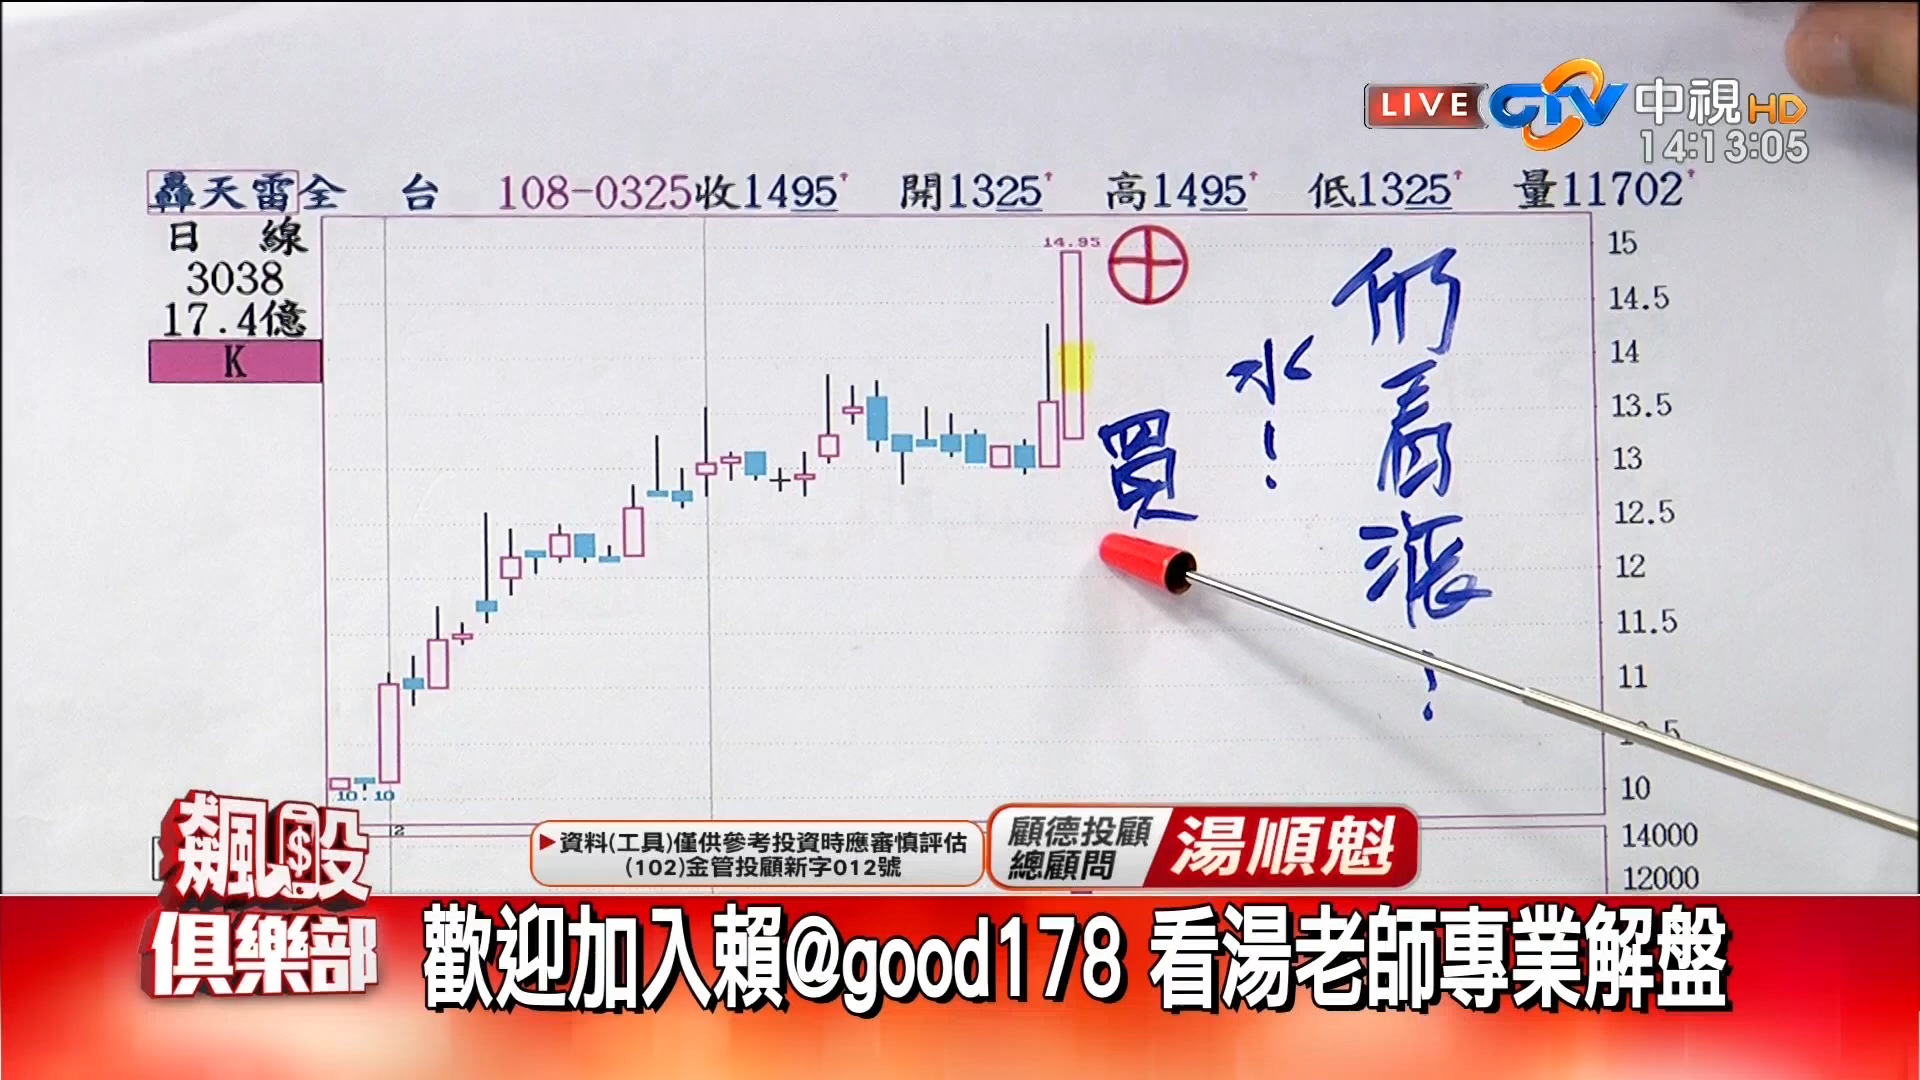 LIVE CTV 中視HD
14:13:05
轟天雷全 台 108-0325收1495↑ 開1325↑ 高1495↑ 低1325↑ 量11702↑
日 線
3038
17.4億
K
14.95
10.10
15
14.5
14
13.5
13
12.5
12
11.5
11
10
14000
12000
買
水!
仍看漲!
2
飆股
俱樂部
資料(工具)僅供參考投資時應審慎評估
(102)金管投顧新字012號
顧德投顧
總顧問
湯順魁
歡迎加入賴@good178 看湯老師專業解盤